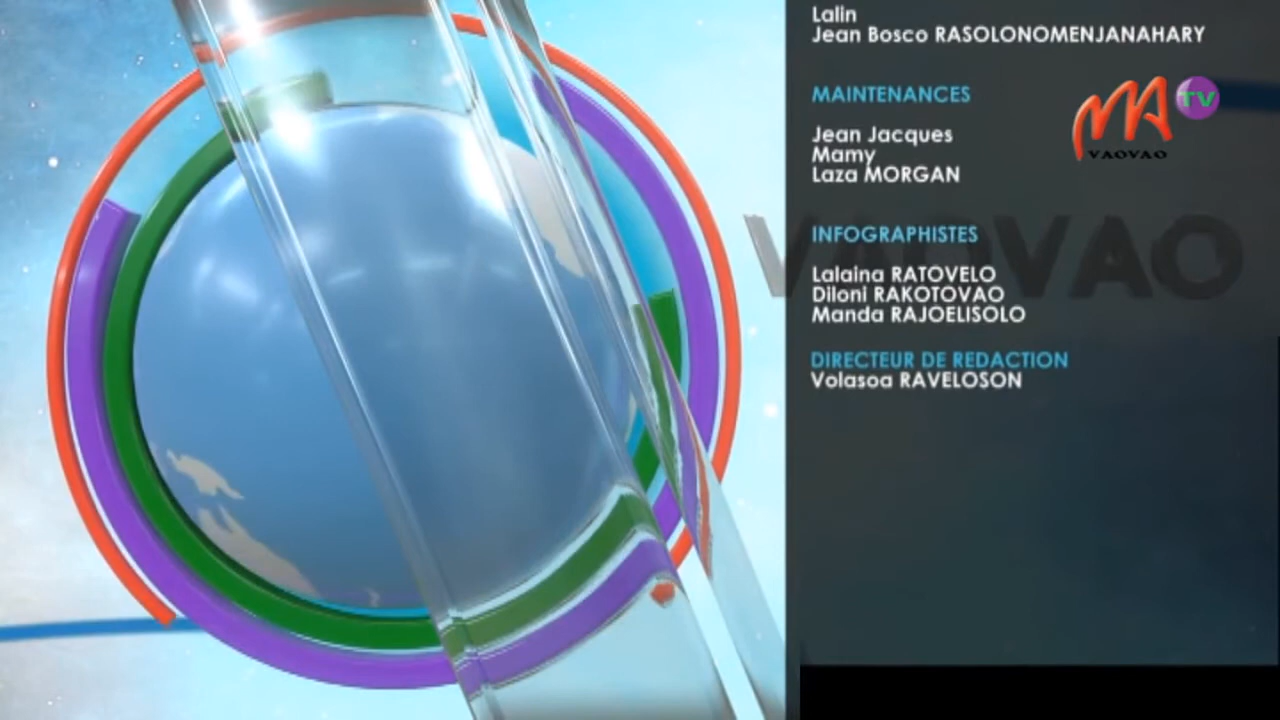 Lalin
Jean Bosco RASOLONOMENJANAHARY
MAINTENANCES
MA TV
VAOVAO
Jean Jacques
Mamy
Laza MORGAN
VAOVAO
INFOGRAPHISTES
Lalaina RATOVELO
Diloni RAKOTOVAO
Manda RAJOELISOLO
DIRECTEUR DE REDACTION
Volasoa RAVELOSON